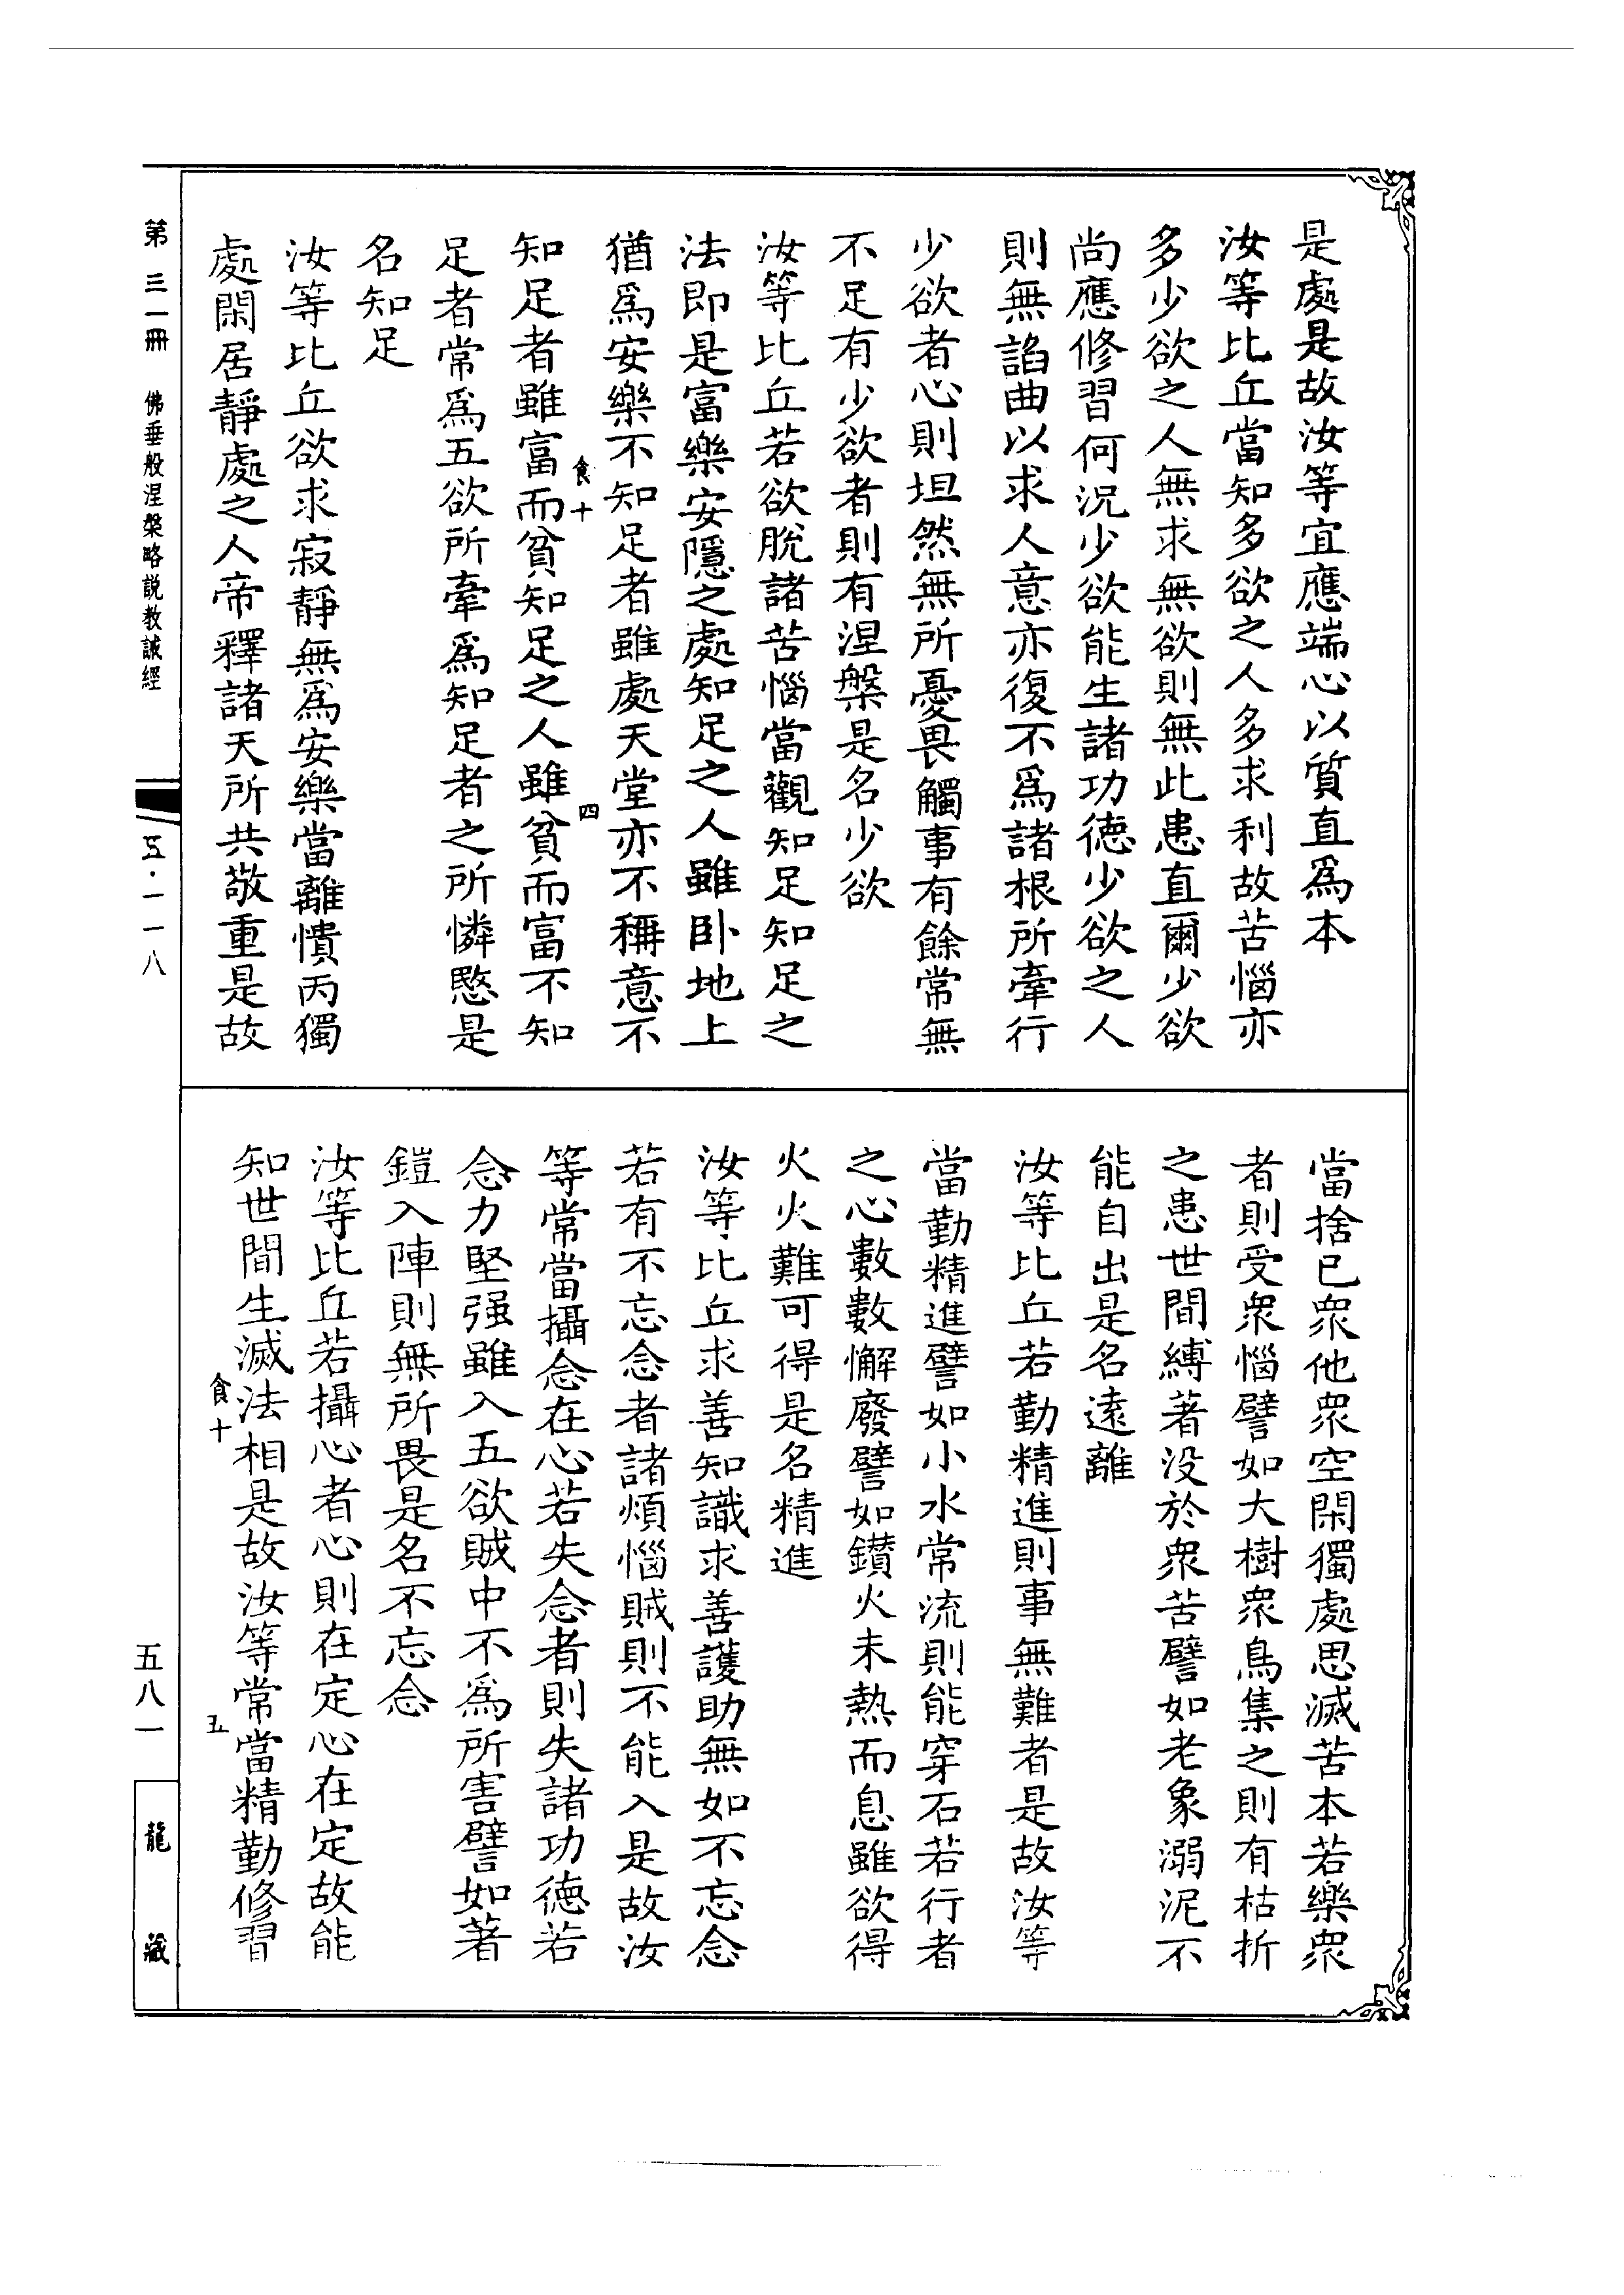 是處是故汝等宜應端心以質直爲本
汝等比丘當知多欲之人多求利故苦惱亦
多少欲之人無求無欲則無此患直爾少欲
尚應修習何況少欲能生諸功德少欲之人
則無諂曲以求人意亦復不爲諸根所牽行
少欲者心則坦然無所憂畏觸事有餘常無
不足有少欲者則有涅槃是名少欲
汝等比丘若欲脫諸苦惱當觀知足知足之
法即是富樂安隱之處知足之人雖卧地上
猶爲安樂不知足者雖處天堂亦不稱意不
食十 四
知足者雖富而貧知足之人雖貧而富不知
足者常爲五欲所牽爲知足者之所憐愍是
名知足
汝等比丘欲求寂靜無爲安樂當離憒丙獨
處閑居靜處之人帝釋諸天所共敬重是故
當捨已衆他衆空閑獨處思滅苦本若樂衆
者則受衆惱譬如大樹衆鳥集之則有枯折
之患世間縛著没於衆苦譬如老象溺泥不
能自出是名遠離
汝等比丘若勤精進則事無難者是故汝等
當勤精進譬如小水常流則能穿石若行者
之心數數懈廢譬如鑽火未熱而息雖欲得
火火難可得是名精進
汝等比丘求善知識求善護助無如不忘念
若有不忘念者諸煩惱賊則不能入是故汝
等常當攝念在心若失念者則失諸功德若
念力堅强雖入五欲賊中不爲所害譬如著
鎧入陣則無所畏是名不忘念
汝等比丘若攝心者心則在定心在定故能
知世間生滅法相是故汝等常當精勤修習
食十 五
第三一冊 佛垂般涅槃略説教誡經 五·一一八
五八一
龍藏